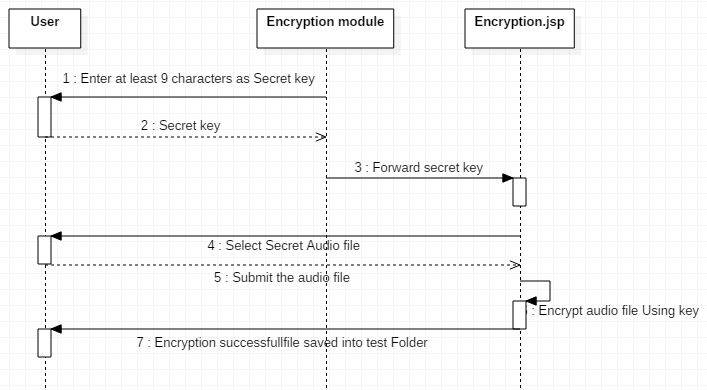 User
Encryption module
Encryption.jsp
1 : Enter at least 9 characters as Secret key
2 : Secret key
3 : Forward secret key
4 : Select Secret Audio file
5 : Submit the audio file
: Encrypt audio file Using key
7 : Encryption successfullfile saved into test Folder